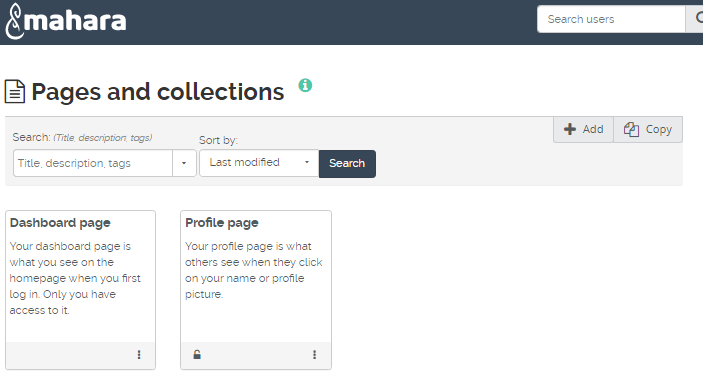 mahara
Search users
Pages and collections
Add
Copy
Search: (Title, description, tags)
Sort by:
Title, description, tags
Last modified
Search
Dashboard page
Your dashboard page is
what you see on the
homepage when you first
log in. Only you have
access to it.
Profile page
Your profile page is what
others see when they click
on your name or profile
picture.